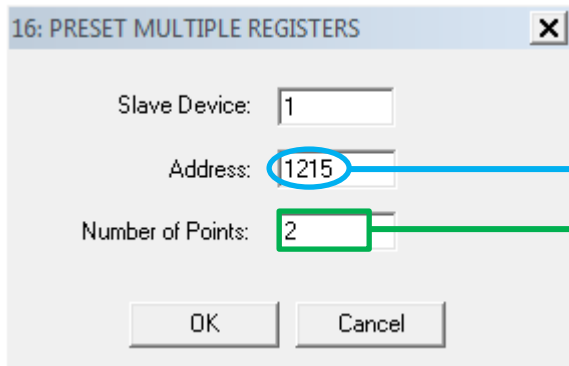 16: PRESET MULTIPLE REGISTERS
Slave Device: 1
Address: 1215
Number of Points: 2
OK Cancel